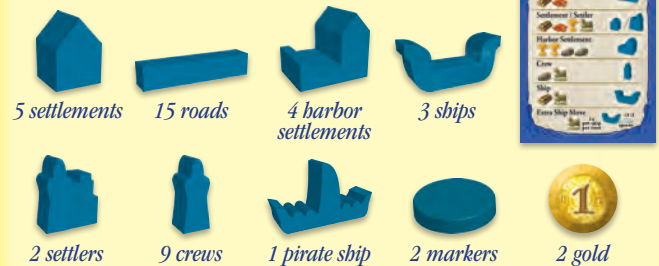 5 settlements
15 roads
4 harbor
settlements
3 ships
Settlement / Settler
Harbor Settlement
Crew
Ship
Extra Ship Move
2 settlers
9 crews
1 pirate ship
2 markers
1
2 gold